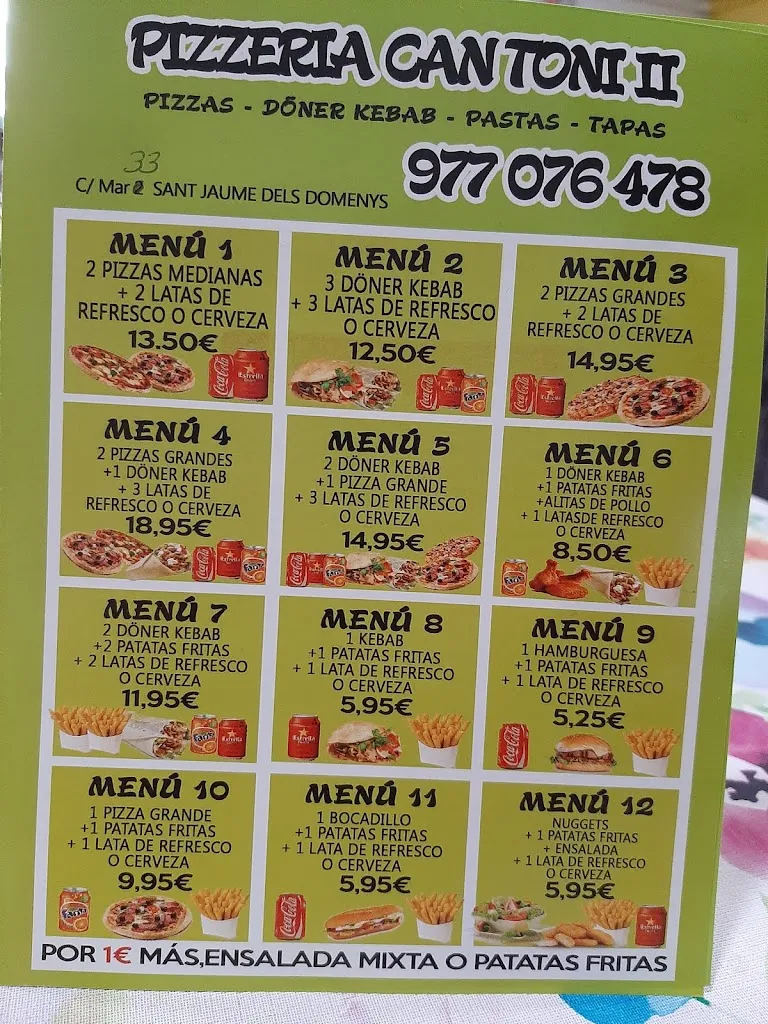 PIZZERIA CAN TONI II
PIZZAS - DÖNER KEBAB - PASTAS - TAPAS
33
C/ Mar SANT JAUME DELS DOMENYS
977 076 478
MENÚ 1
2 PIZZAS MEDIANAS
+ 2 LATAS DE
REFRESCO O CERVEZA
13.50€
MENÚ 2
3 DÖNER KEBAB
+ 3 LATAS DE REFRESCO
O CERVEZA
12,50€
MENÚ 3
2 PIZZAS GRANDES
+ 2 LATAS DE
REFRESCO O CERVEZA
14,95€
MENÚ 4
2 PIZZAS GRANDES
+1 DÖNER KEBAB
+ 3 LATAS DE
REFRESCO O CERVEZA
18,95€
MENÚ 5
2 DÖNER KEBAB
+1 PIZZA GRANDE
+ 3 LATAS DE REFRESCO
O CERVEZA
14,95€
MENÚ 6
1 DÖNER KEBAB
+1 PATATAS FRITAS
+ALITAS DE POLLO
+ 1 LATASDE REFRESCO
O CERVEZA
8,50€
MENÚ 7
2 DÖNER KEBAB
+2 PATATAS FRITAS
+ 2 LATAS DE REFRESCO
O CERVEZA
11,95€
MENÚ 8
1 KEBAB
+1 PATATAS FRITAS
+ 1 LATA DE REFRESCO
O CERVEZA
5,95€
MENÚ 9
1 HAMBURGUESA
+1 PATATAS FRITAS
+ 1 LATA DE REFRESCO
O CERVEZA
5,25€
MENÚ 10
1 PIZZA GRANDE
+1 PATATAS FRITAS
+ 1 LATA DE REFRESCO
O CERVEZA
9,95€
MENÚ 11
1 BOCADILLO
+1 PATATAS FRITAS
+ 1 LATA DE REFRESCO
O CERVEZA
5,95€
MENÚ 12
NUGGETS
+ 1 PATATAS FRITAS
+ ENSALADA
+ 1 LATA DE REFRESCO
O CERVEZA
5,95€
POR 1€ MÁS,ENSALADA MIXTA O PATATAS FRITAS